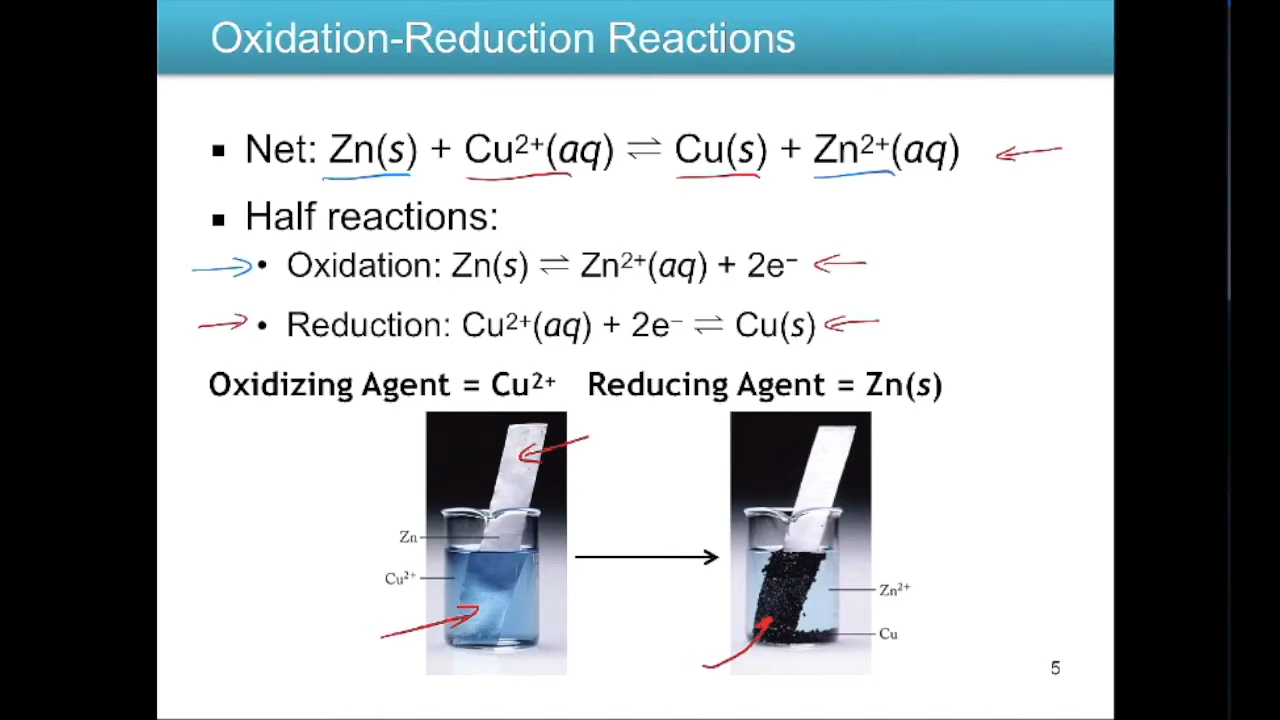 Oxidation-Reduction Reactions
▪ Net: Zn(s) + Cu²⁺(aq) ⇌ Cu(s) + Zn²⁺(aq)
▪ Half reactions:
• Oxidation: Zn(s) ⇌ Zn²⁺(aq) + 2e⁻
• Reduction: Cu²⁺(aq) + 2e⁻ ⇌ Cu(s)
Oxidizing Agent = Cu²⁺ Reducing Agent = Zn(s)
Zn
Cu²⁺
Zn²⁺
Cu
5